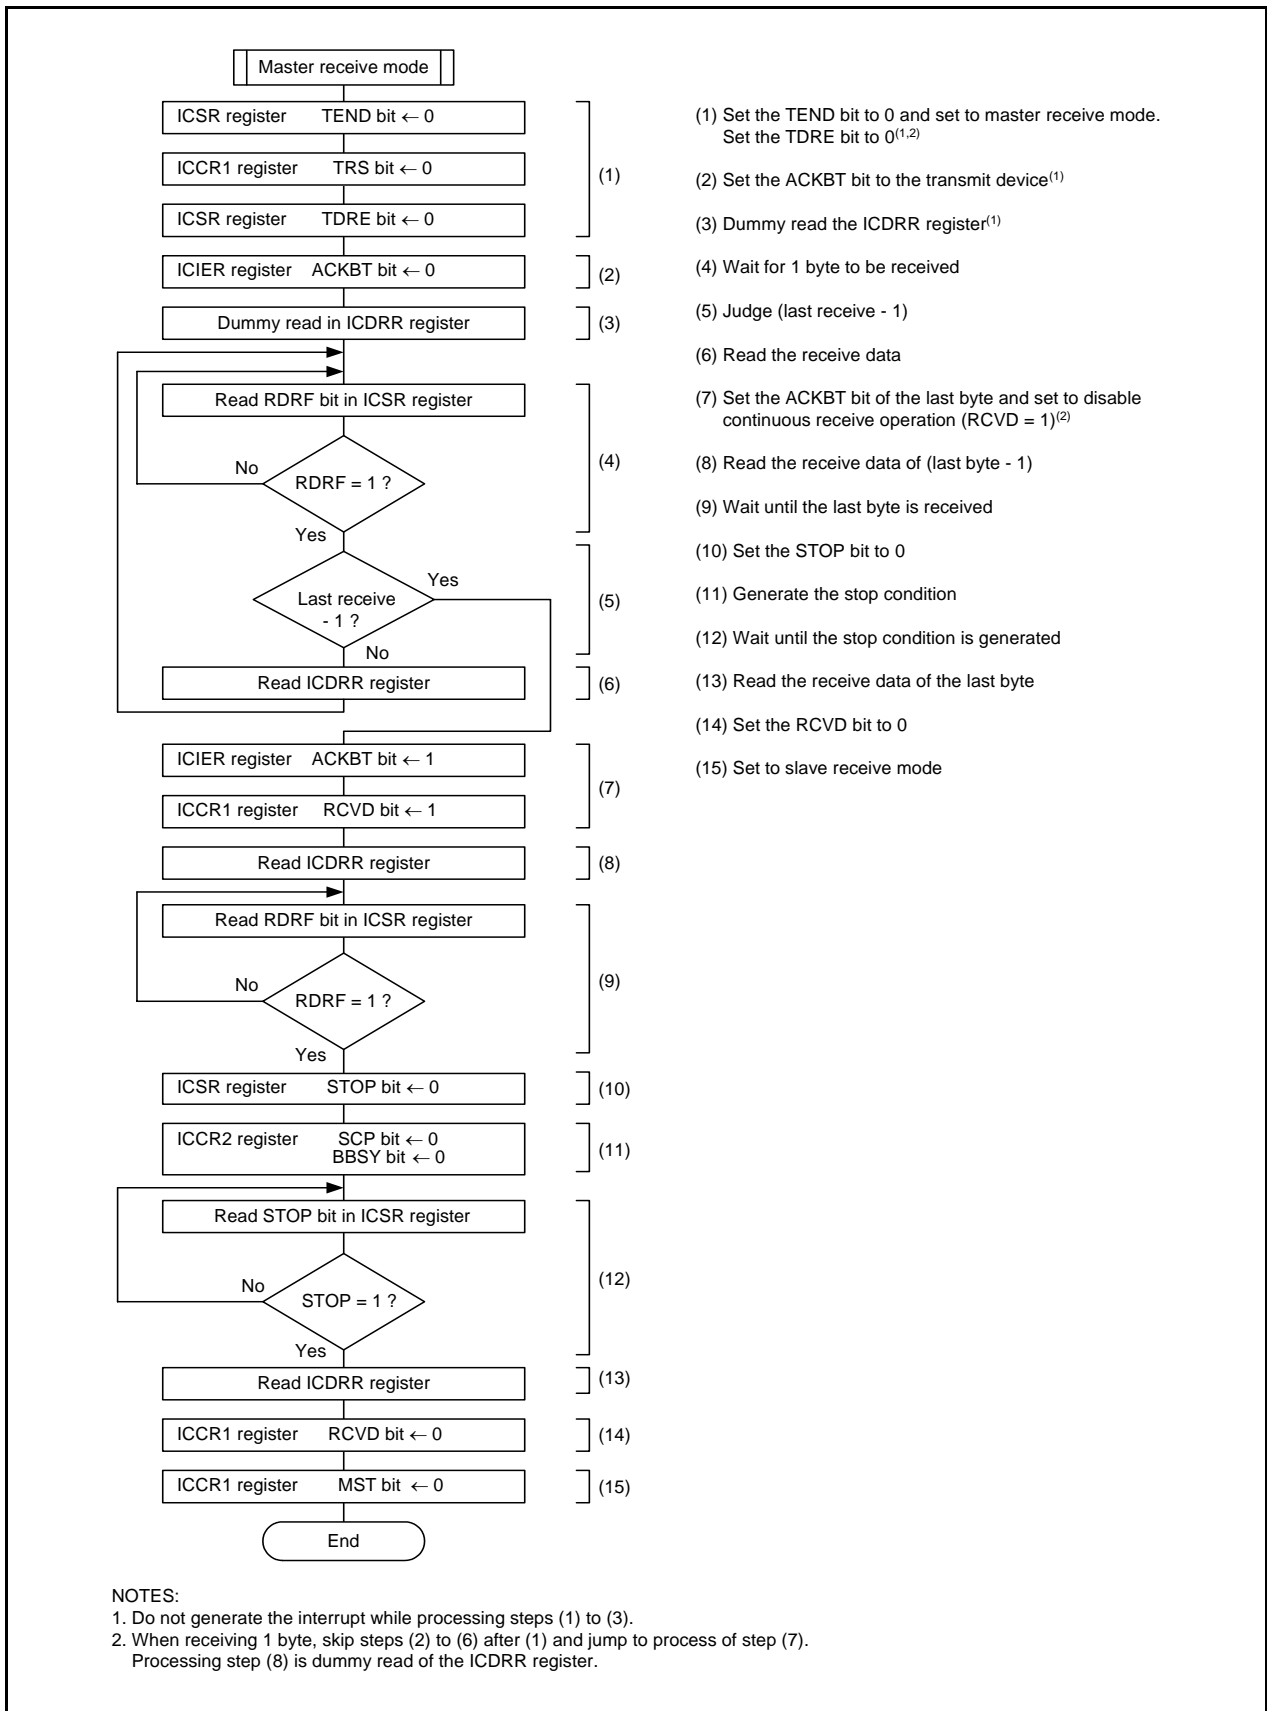 Master receive mode
ICSR register TEND bit ← 0
ICCR1 register TRS bit ← 0
ICSR register TDRE bit ← 0
(1)
ICIER register ACKBT bit ← 0
(2)
Dummy read in ICDRR register
(3)
Read RDRF bit in ICSR register
No
RDRF = 1 ?
(4)
Yes
Yes
Last receive
- 1 ?
(5)
No
Read ICDRR register
(6)
ICIER register ACKBT bit ← 1
ICCR1 register RCVD bit ← 1
(7)
Read ICDRR register
(8)
Read RDRF bit in ICSR register
No
RDRF = 1 ?
(9)
Yes
ICSR register STOP bit ← 0
(10)
ICCR2 register SCP bit ← 0
BBSY bit ← 0
(11)
Read STOP bit in ICSR register
No
STOP = 1 ?
(12)
Yes
Read ICDRR register
(13)
ICCR1 register RCVD bit ← 0
(14)
ICCR1 register MST bit ← 0
(15)
End
(1) Set the TEND bit to 0 and set to master receive mode.
Set the TDRE bit to 0(1,2)
(2) Set the ACKBT bit to the transmit device(1)
(3) Dummy read the ICDRR register(1)
(4) Wait for 1 byte to be received
(5) Judge (last receive - 1)
(6) Read the receive data
(7) Set the ACKBT bit of the last byte and set to disable
continuous receive operation (RCVD = 1)(2)
(8) Read the receive data of (last byte - 1)
(9) Wait until the last byte is received
(10) Set the STOP bit to 0
(11) Generate the stop condition
(12) Wait until the stop condition is generated
(13) Read the receive data of the last byte
(14) Set the RCVD bit to 0
(15) Set to slave receive mode
NOTES:
1. Do not generate the interrupt while processing steps (1) to (3).
2. When receiving 1 byte, skip steps (2) to (6) after (1) and jump to process of step (7).
Processing step (8) is dummy read of the ICDRR register.